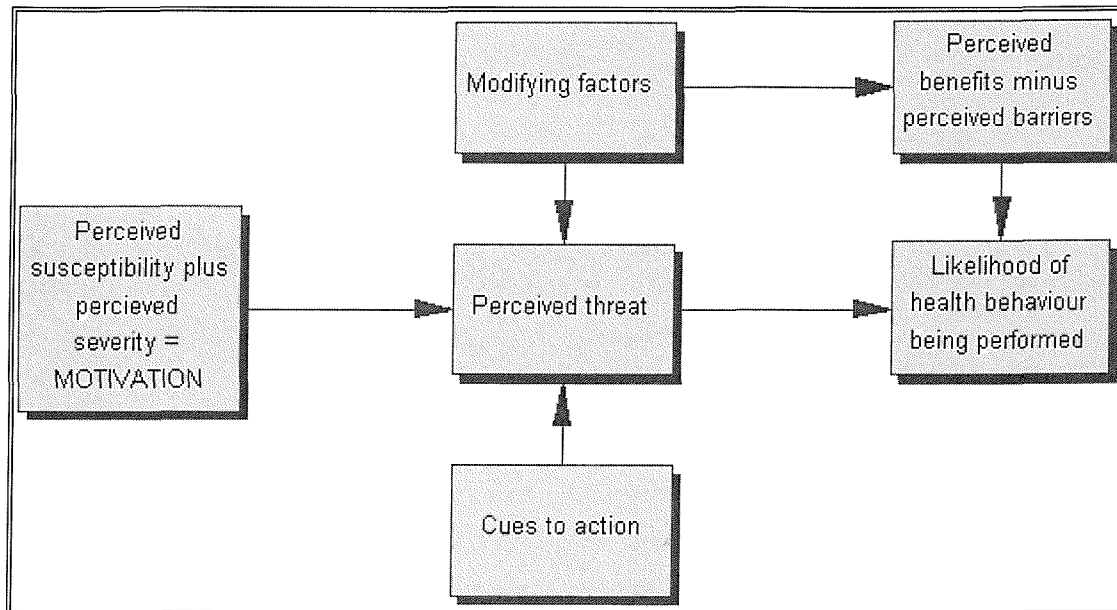 Modifying factors
Perceived
benefits minus
perceived barriers
Perceived
susceptibility plus
percieved
severity =
MOTIVATION
Perceived threat
Likelihood of
health behaviour
being performed
Cues to action